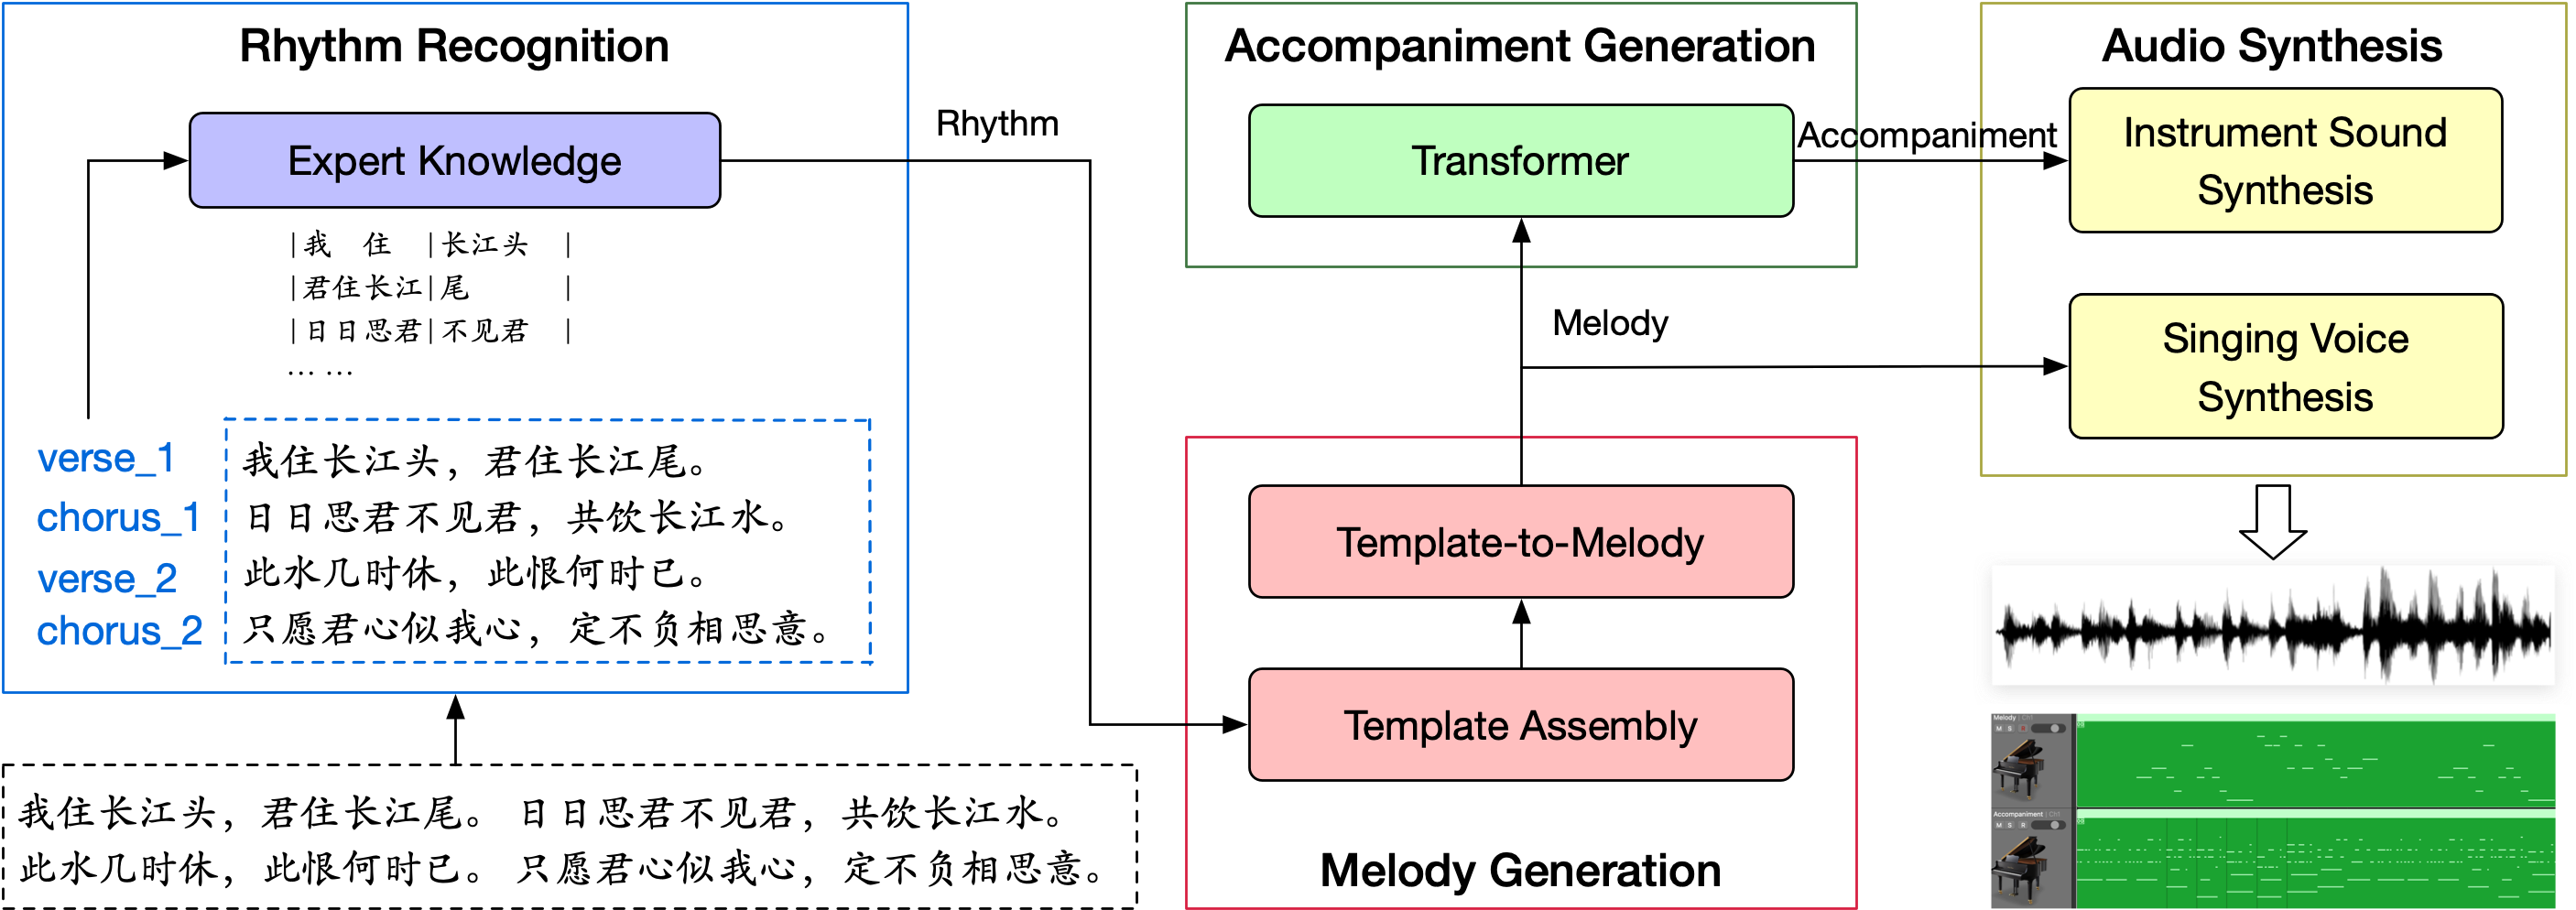 Rhythm Recognition
Expert Knowledge
|我 住 |长江头 |
|君住长江|尾 |
|日日思君|不见君 |
... ...
verse_1 我住长江头，君住长江尾。
chorus_1 日日思君不见君，共饮长江水。
verse_2 此水几时休，此恨何时已。
chorus_2 只愿君心似我心，定不负相思意。
我住长江头，君住长江尾。 日日思君不见君，共饮长江水。
此水几时休，此恨何时已。 只愿君心似我心，定不负相思意。
Rhythm
Accompaniment Generation
Transformer
Accompaniment
Melody
Template-to-Melody
Template Assembly
Melody Generation
Audio Synthesis
Instrument Sound
Synthesis
Singing Voice
Synthesis
Melody | CH1
M S
Accompaniment | CH1
M S R